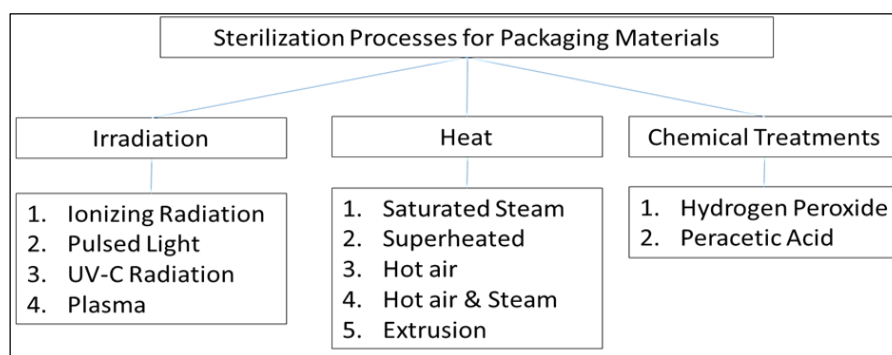 Sterilization Processes for Packaging Materials
Irradiation
1. Ionizing Radiation
2. Pulsed Light
3. UV-C Radiation
4. Plasma
Heat
1. Saturated Steam
2. Superheated
3. Hot air
4. Hot air & Steam
5. Extrusion
Chemical Treatments
1. Hydrogen Peroxide
2. Peracetic Acid